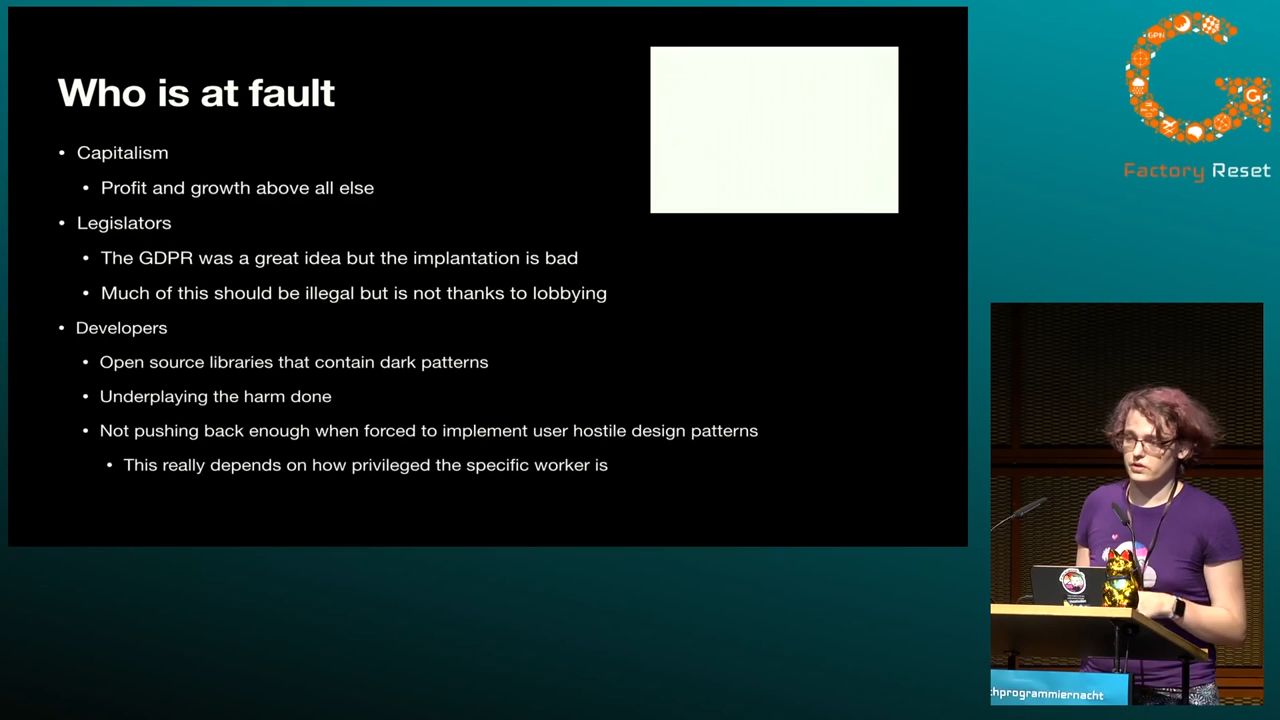 Who is at fault
• Capitalism
• Profit and growth above all else
• Legislators
• The GDPR was a great idea but the implantation is bad
• Much of this should be illegal but is not thanks to lobbying
• Developers
• Open source libraries that contain dark patterns
• Underplaying the harm done
• Not pushing back enough when forced to implement user hostile design patterns
• This really depends on how privileged the specific worker is
GPN
Factory Reset
thprogrammiernacht